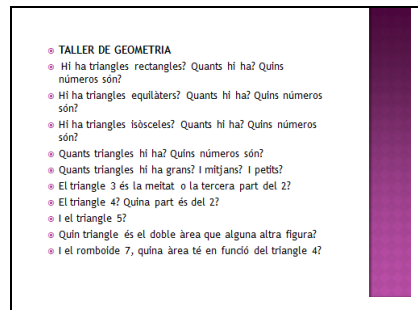 TALLER DE GEOMETRIA
Hi ha triangles rectangles? Quants hi ha? Quins
números són?
Hi ha triangles equilàters? Quants hi ha? Quins números
són?
Hi ha triangles isòsceles? Quants hi ha? Quins números
són?
Quants triangles hi ha? Quins números són?
Quants triangles hi ha grans? I mitjans? I petits?
El triangle 3 és la meitat o la tercera part del 2?
El triangle 4? Quina part és del 2?
I el triangle 5?
Quin triangle és el doble àrea que alguna altra figura?
I el romboide 7, quina àrea té en funció del triangle 4?